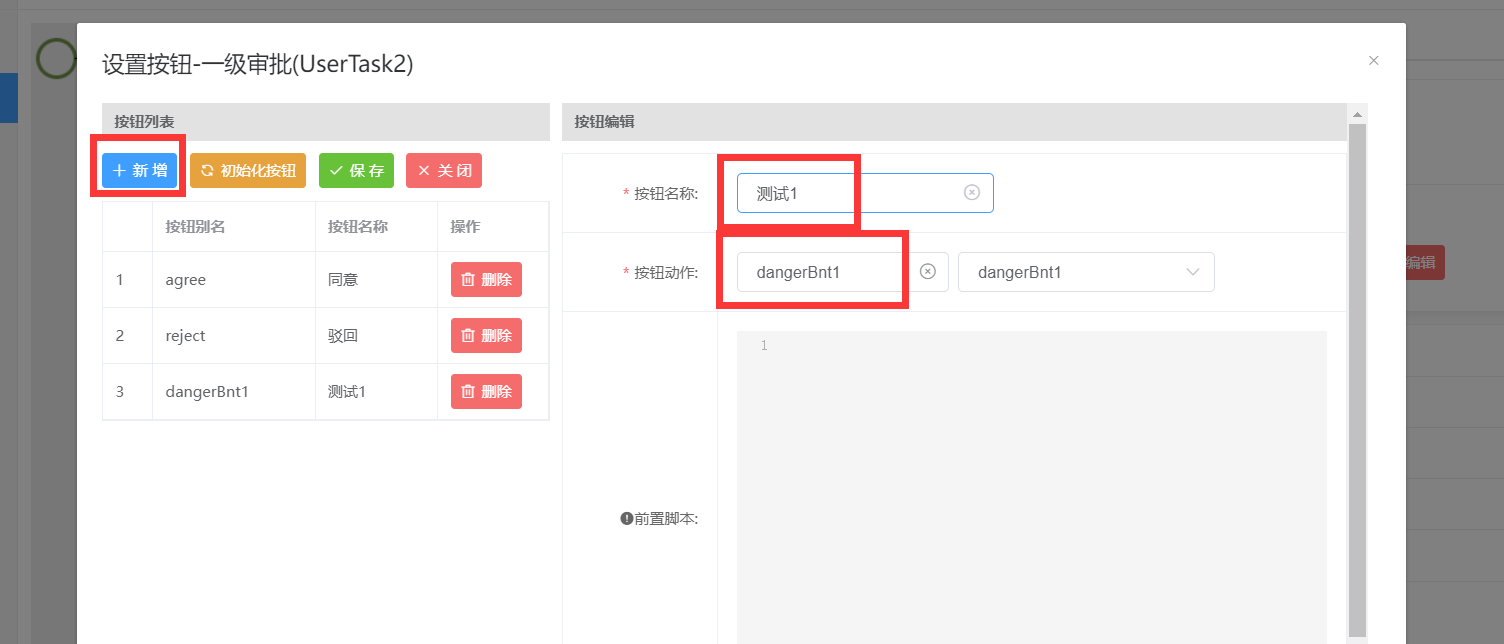 设置按钮-一级审批(UserTask2)
按钮列表
新增 初始化按钮 保存 关闭
按钮别名 按钮名称 操作
1 agree 同意 删除
2 reject 驳回 删除
3 dangerBnt1 测试1 删除
按钮编辑
* 按钮名称: 测试1
* 按钮动作: dangerBnt1 dangerBnt1
前置脚本: 1
编辑